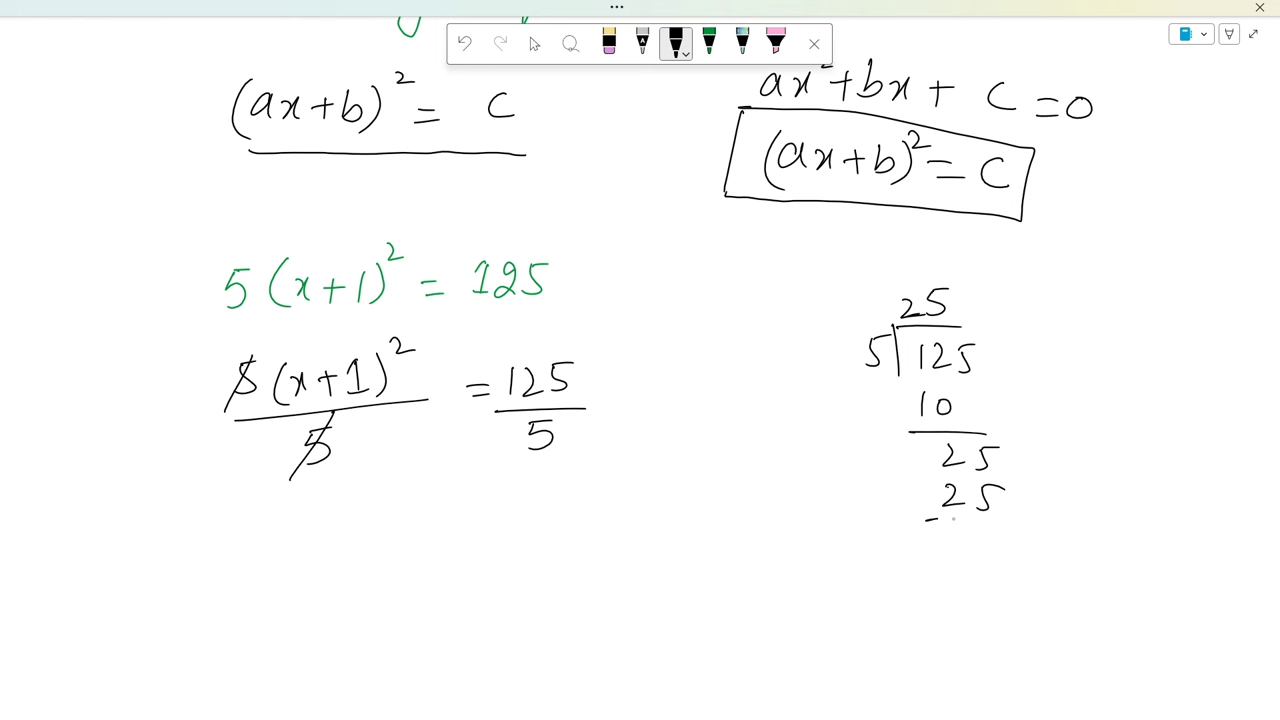 (ax+b)² = c
ax²+bx+c=0
(ax+b)²=c
5(x+1)² = 125
5(x+1)²/5 = 125/5
25
5|125
10
25
25